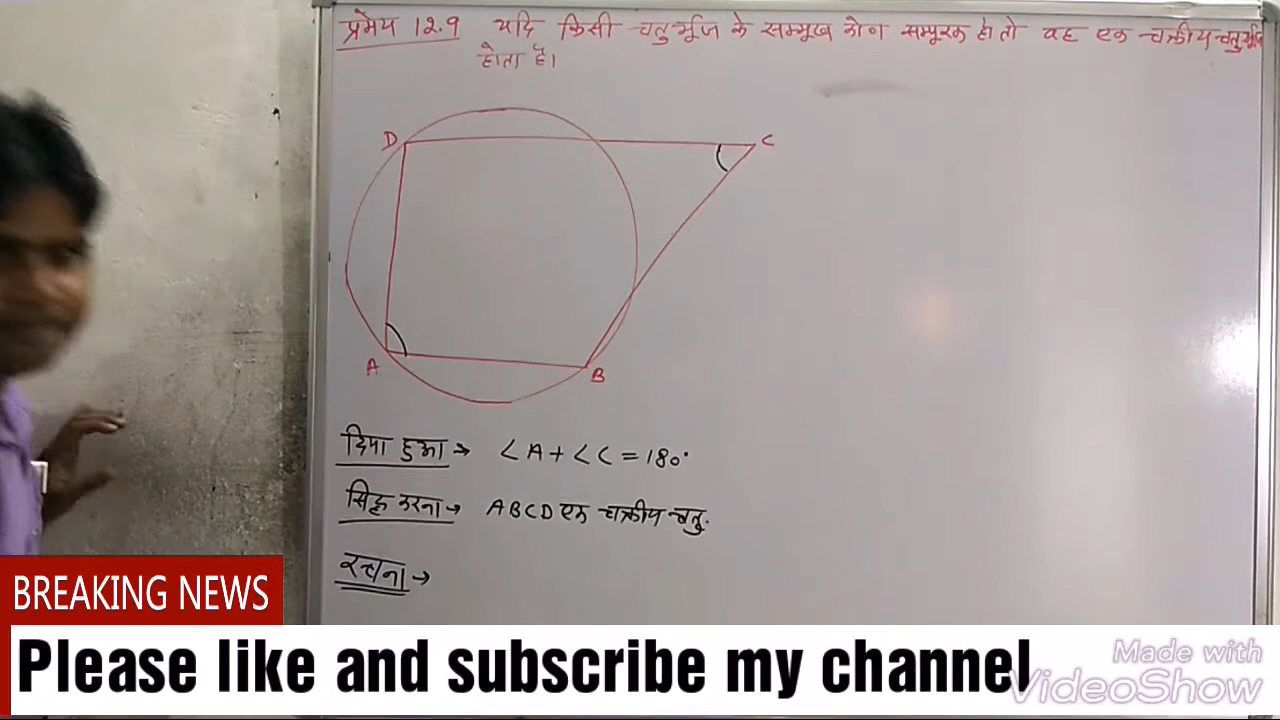 प्रमेय 12.9 यदि किसी चतुर्भूज के सम्मूख कोण सम्पूरक हो तो वह एक चक्रीय चतुर्भूज
होता है।
D
C
A
B
दिया हुआ → ∠A+∠C=180°
सिद्ध करना → ABCD एक चक्रीय चतु.
रचना →
BREAKING NEWS
Please like and subscribe my channel
Made with
VideoShow